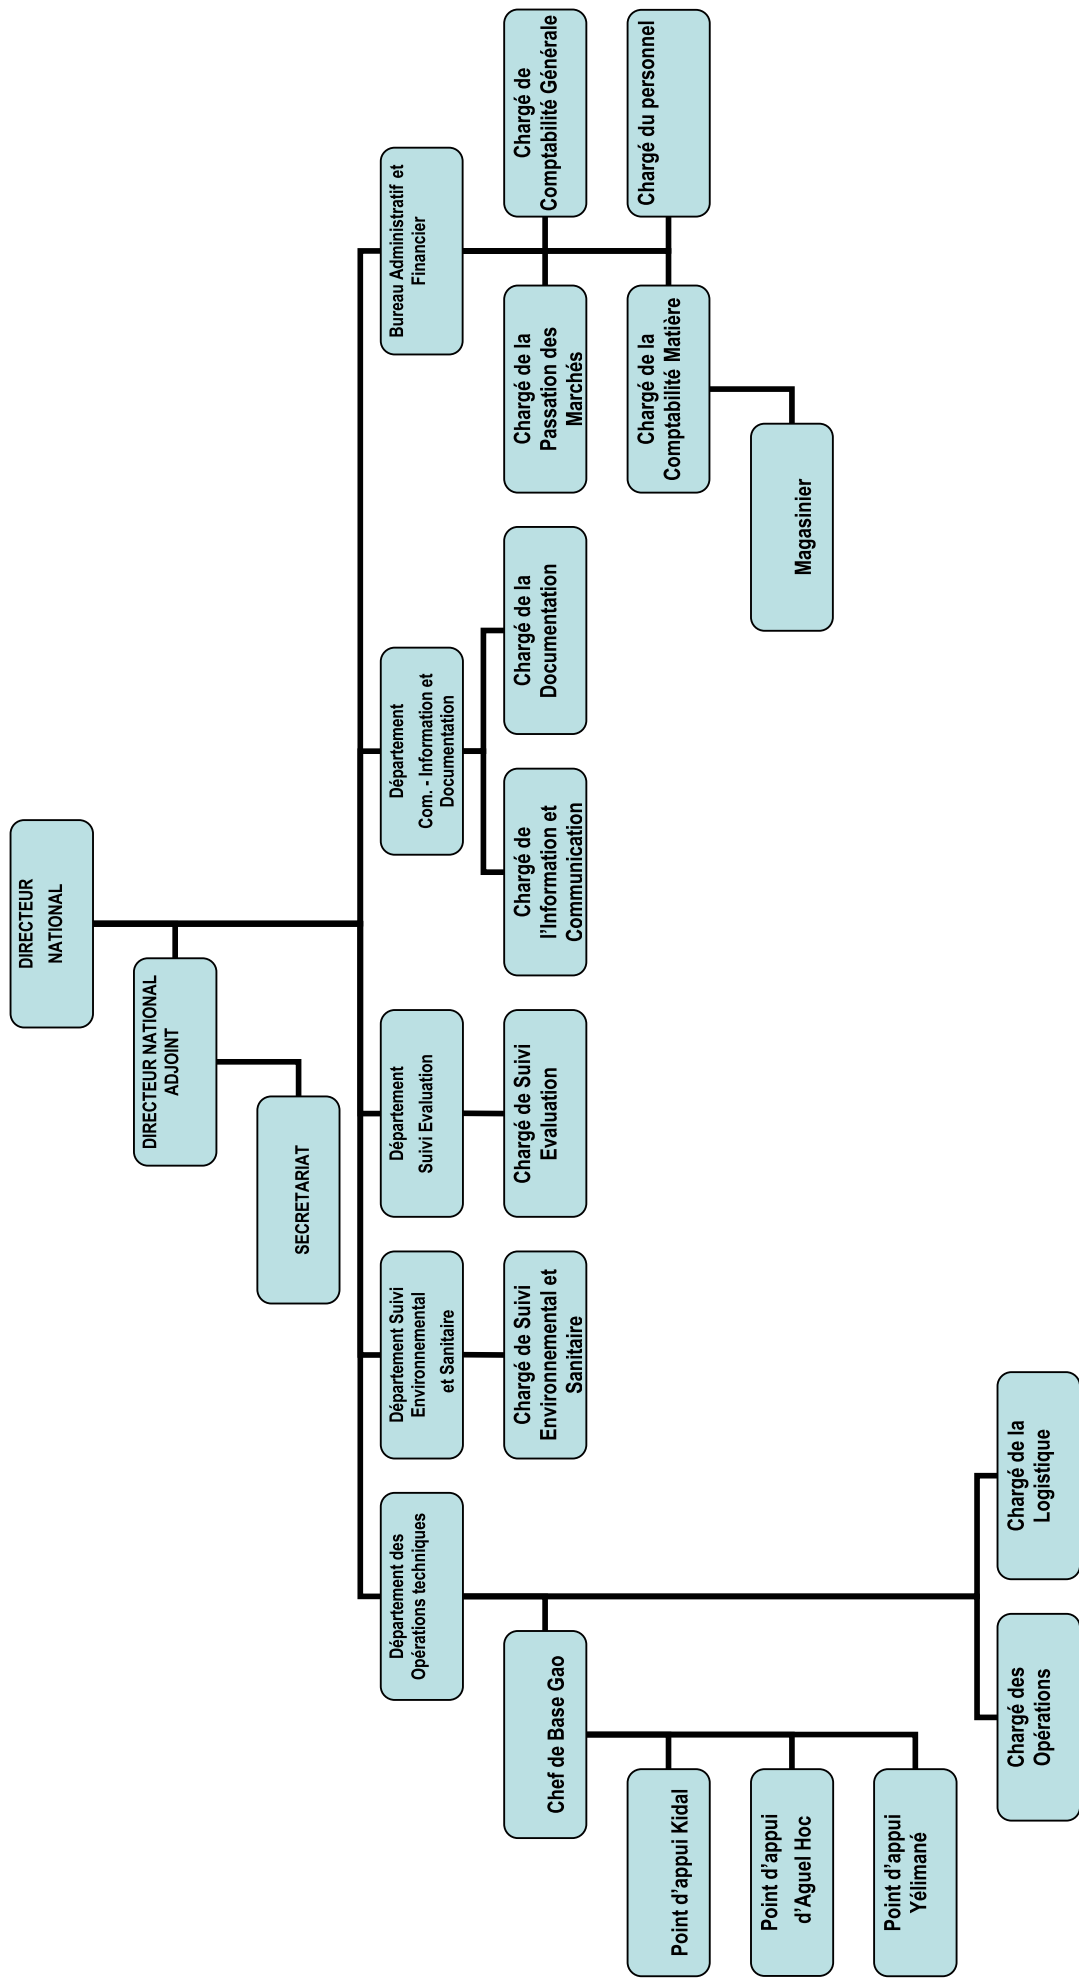 DIRECTEUR
NATIONAL
DIRECTEUR NATIONAL
ADJOINT
SECRETARIAT
Département des
Opérations techniques
Département Suivi
Environnemental
et Sanitaire
Département
Suivi Evaluation
Département
Com. - Information et
Documentation
Bureau Administratif et
Financier
Chef de Base Gao
Chargé de Suivi
Environnemental et
Sanitaire
Chargé de Suivi
Evaluation
Chargé de
l’Information et
Communication
Chargé de la
Documentation
Chargé de la
Passation des
Marchés
Chargé de
Comptabilité Générale
Point d’appui Kidal
Chargé de la
Comptabilité Matière
Chargé du personnel
Point d’appui
d’Aguel Hoc
Magasinier
Point d’appui
Yélimané
Chargé des
Opérations
Chargé de la
Logistique